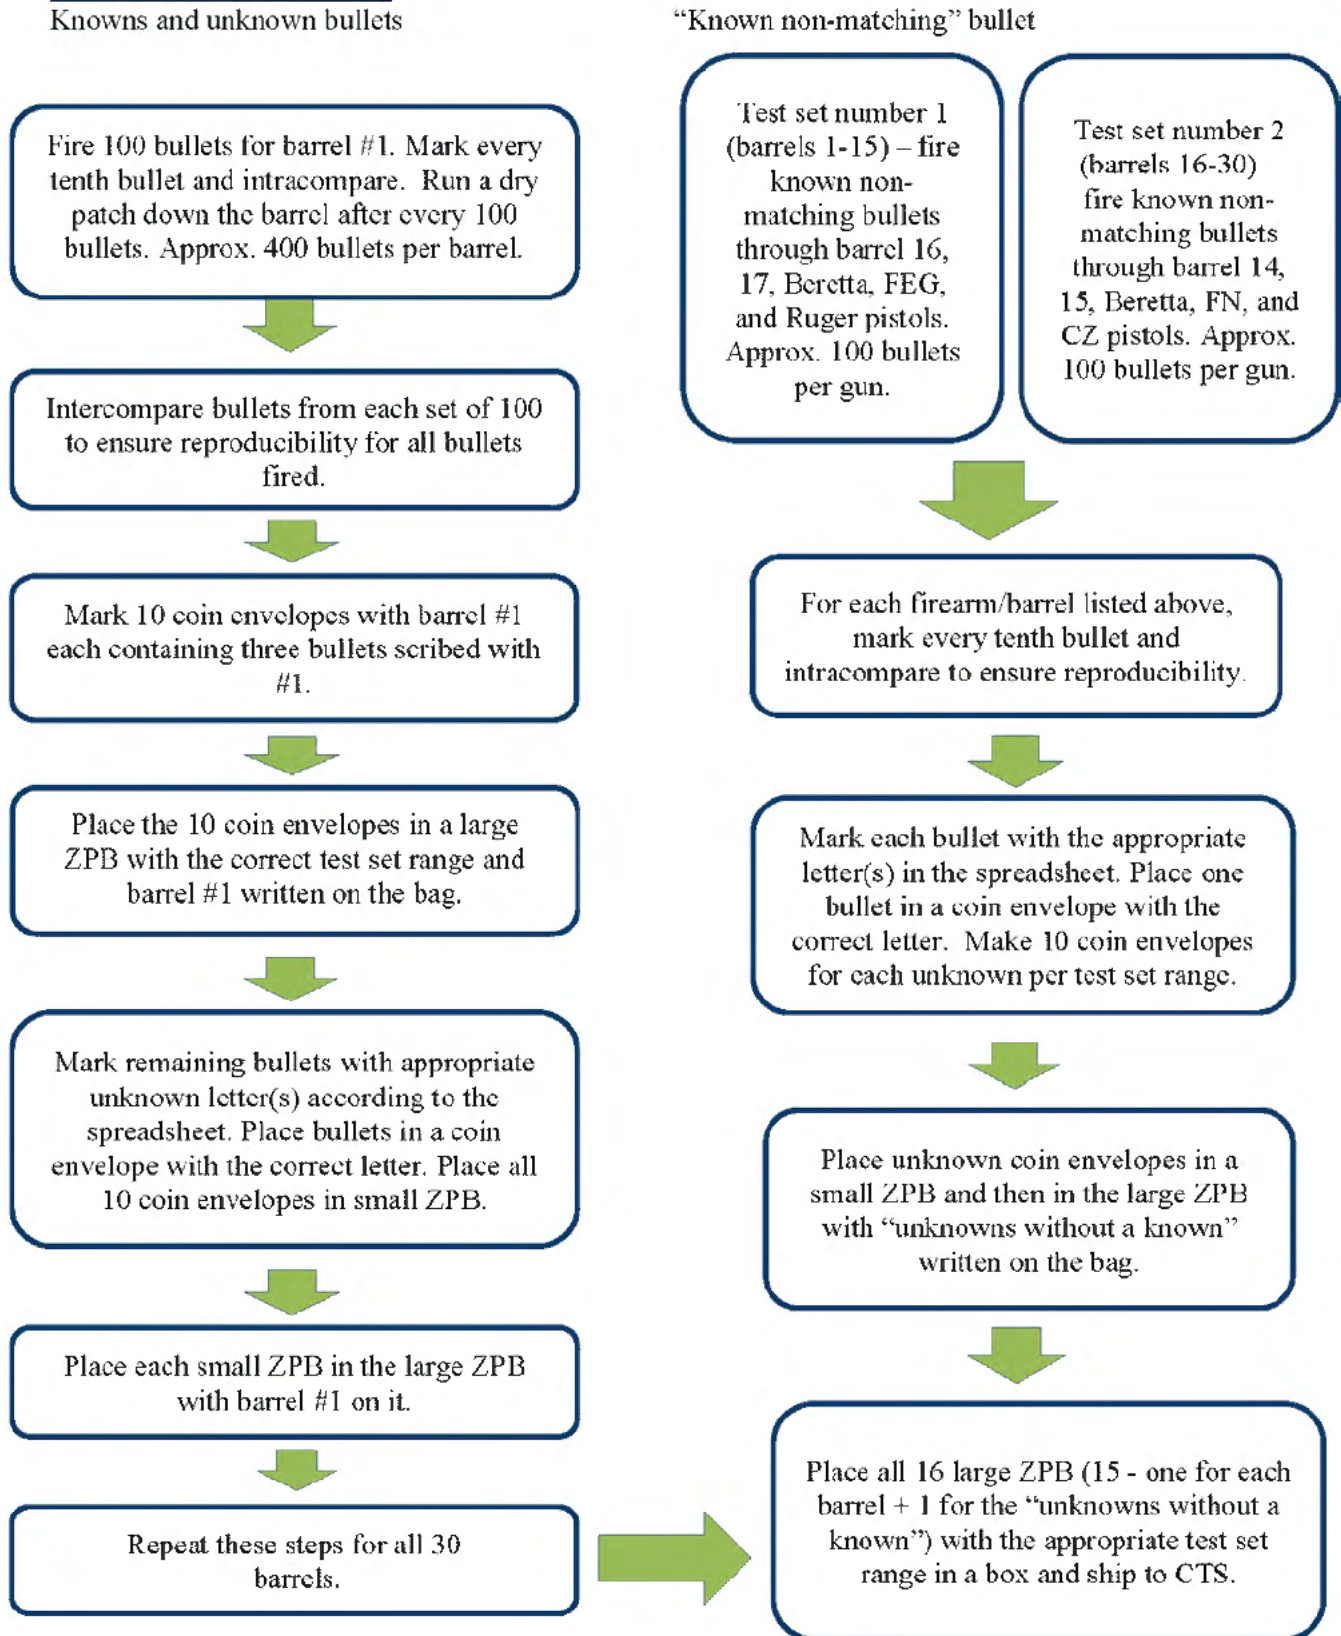 Knowns and unknown bullets
Fire 100 bullets for barrel #1. Mark every
tenth bullet and intracompare. Run a dry
patch down the barrel after every 100
bullets. Approx. 400 bullets per barrel.
Intercompare bullets from each set of 100
to ensure reproducibility for all bullets
fired.
Mark 10 coin envelopes with barrel #1
each containing three bullets scribed with
#1.
Place the 10 coin envelopes in a large
ZPB with the correct test set range and
barrel #1 written on the bag.
Mark remaining bullets with appropriate
unknown letter(s) according to the
spreadsheet. Place bullets in a coin
envelope with the correct letter. Place all
10 coin envelopes in small ZPB.
Place each small ZPB in the large ZPB
with barrel #1 on it.
Repeat these steps for all 30
barrels.
“Known non-matching” bullet
Test set number 1
(barrels 1-15) – fire
known non-
matching bullets
through barrel 16,
17, Beretta, FEG,
and Ruger pistols.
Approx. 100 bullets
per gun.
Test set number 2
(barrels 16-30)
fire known non-
matching bullets
through barrel 14,
15, Beretta, FN, and
CZ pistols. Approx.
100 bullets per gun.
For each firearm/barrel listed above,
mark every tenth bullet and
intracompare to ensure reproducibility.
Mark each bullet with the appropriate
letter(s) in the spreadsheet. Place one
bullet in a coin envelope with the
correct letter. Make 10 coin envelopes
for each unknown per test set range.
Place unknown coin envelopes in a
small ZPB and then in the large ZPB
with “unknowns without a known”
written on the bag.
Place all 16 large ZPB (15 - one for each
barrel + 1 for the “unknowns without a
known”) with the appropriate test set
range in a box and ship to CTS.